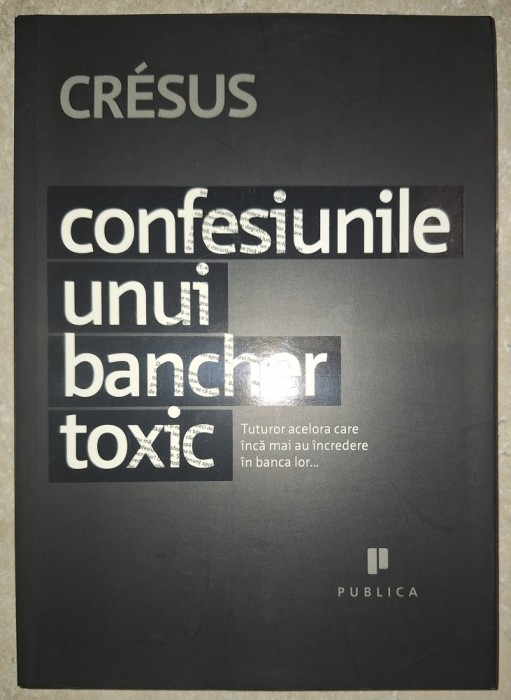 CRÉSUS
confesiunile
unui
bancher
toxic
Tuturor acelora care
încă mai au încredere
în banca lor...
PUBLICA